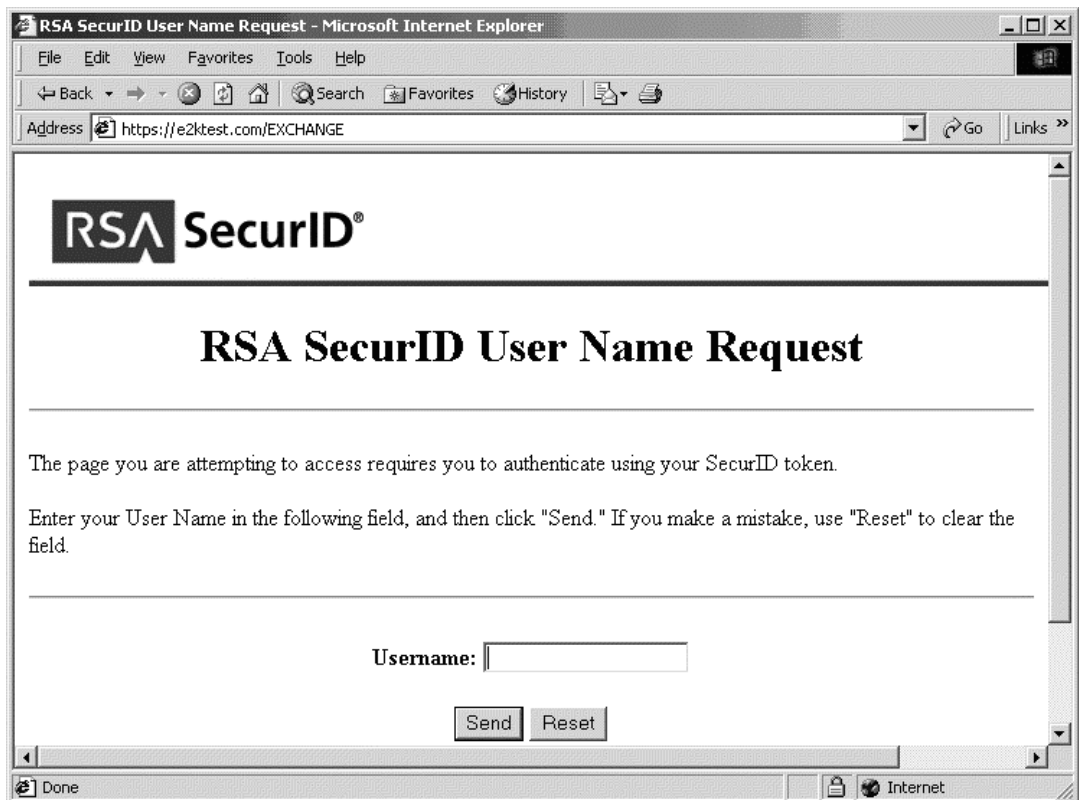 RSA SecurID User Name Request - Microsoft Internet Explorer
File Edit View Favorites Tools Help
Back Search Favorites History
Address https://e2ktest.com/EXCHANGE Go Links »
RSA SecurID®
RSA SecurID User Name Request
The page you are attempting to access requires you to authenticate using your SecurID token.
Enter your User Name in the following field, and then click "Send." If you make a mistake, use "Reset" to clear the
field.
Username:
Send Reset
Done Internet